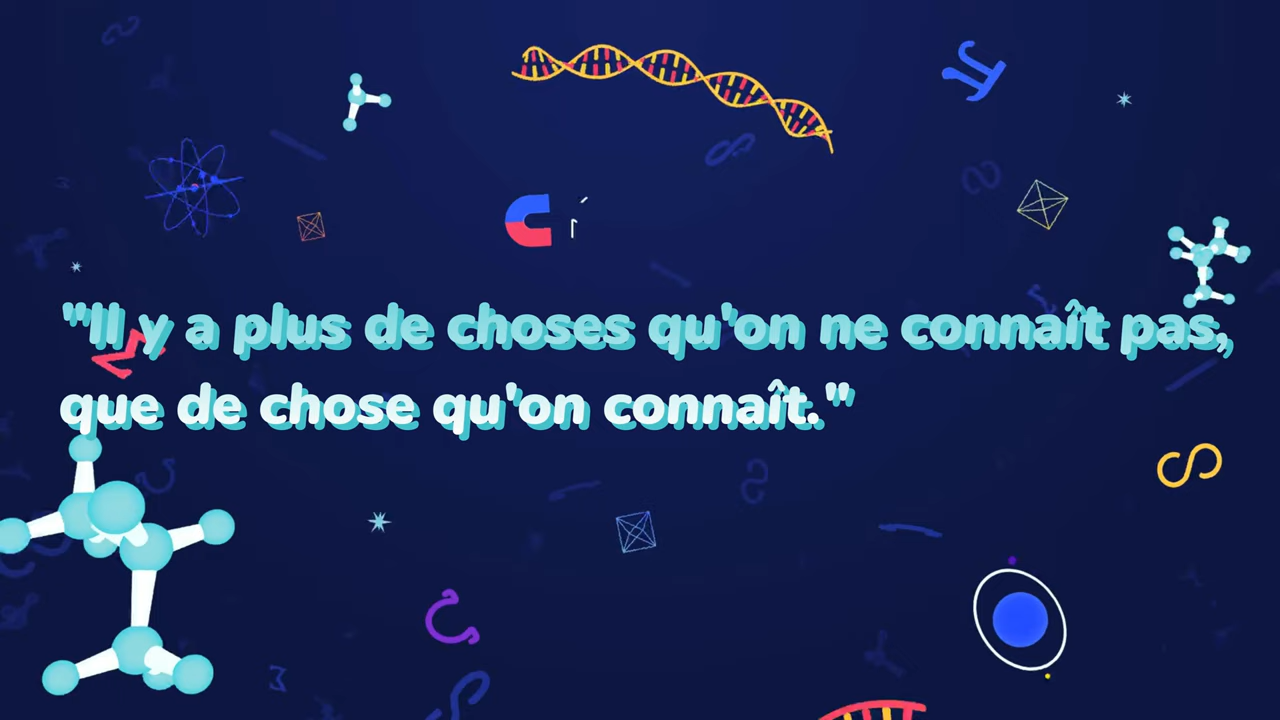 "Il y a plus de choses qu'on ne connaît pas,
que de chose qu'on connaît."